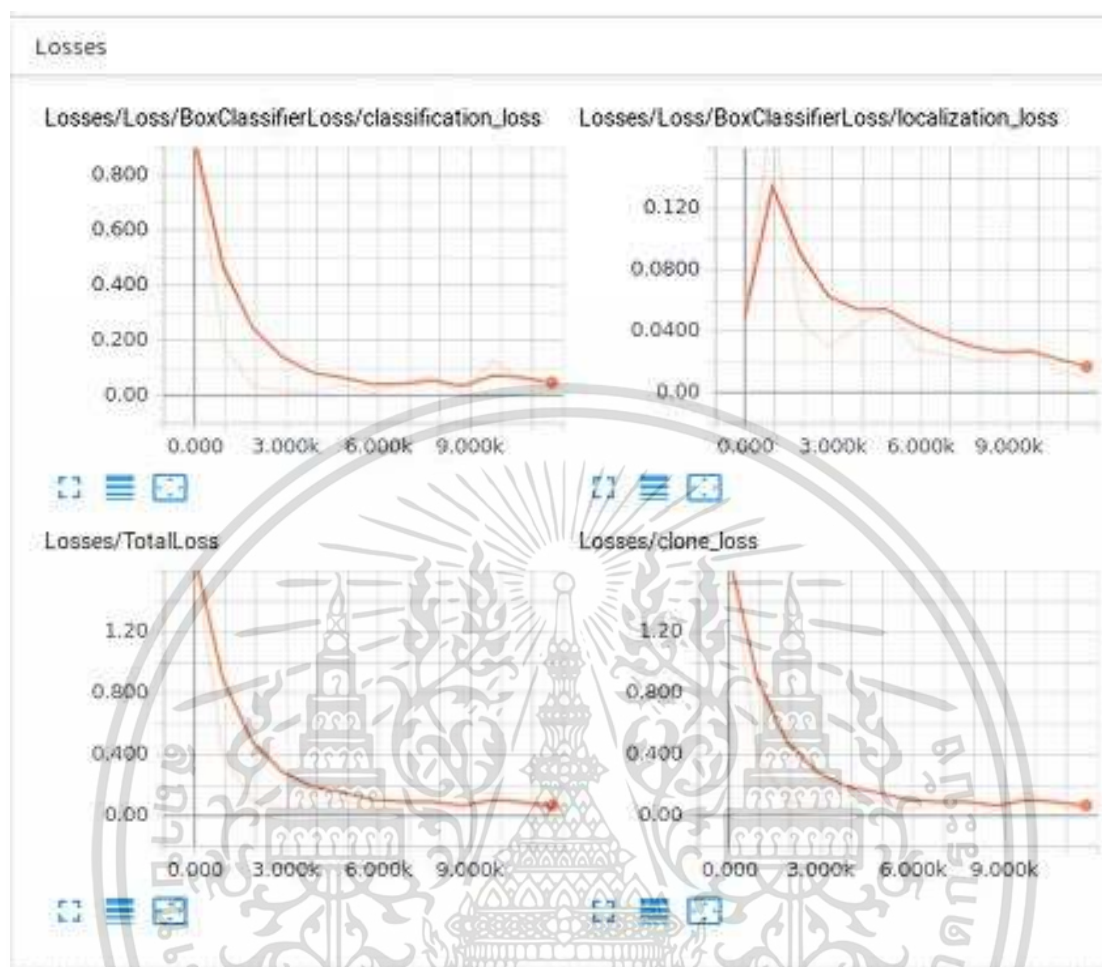 Losses
Losses/Loss/BoxClassifierLoss/classification_loss
Losses/Loss/BoxClassifierLoss/localization_loss
0.800
0.600
0.400
0.200
0.00
0.000 3.000k 6.000k 9.000k
0.120
0.0800
0.0400
0.00
0.000 3.000k 6.000k 9.000k
Losses/TotalLoss
Losses/clone_loss
1.20
0.800
0.400
0.00
0.000 3.000k 6.000k 9.000k
1.20
0.800
0.400
0.00
0.000 3.000k 6.000k 9.000k